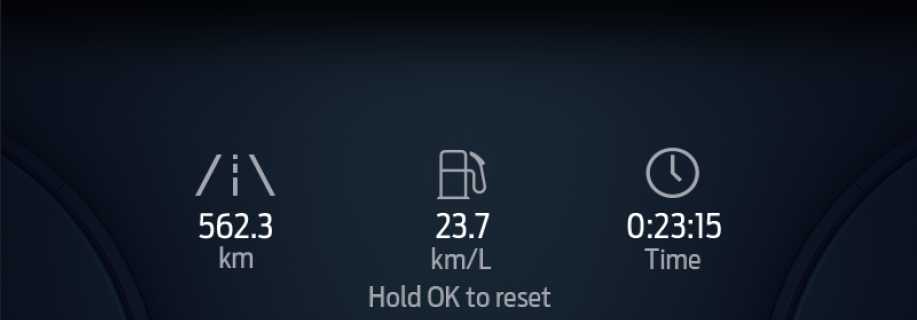 562.3 23.7 0:23:15
km km/L Time
Hold OK to reset